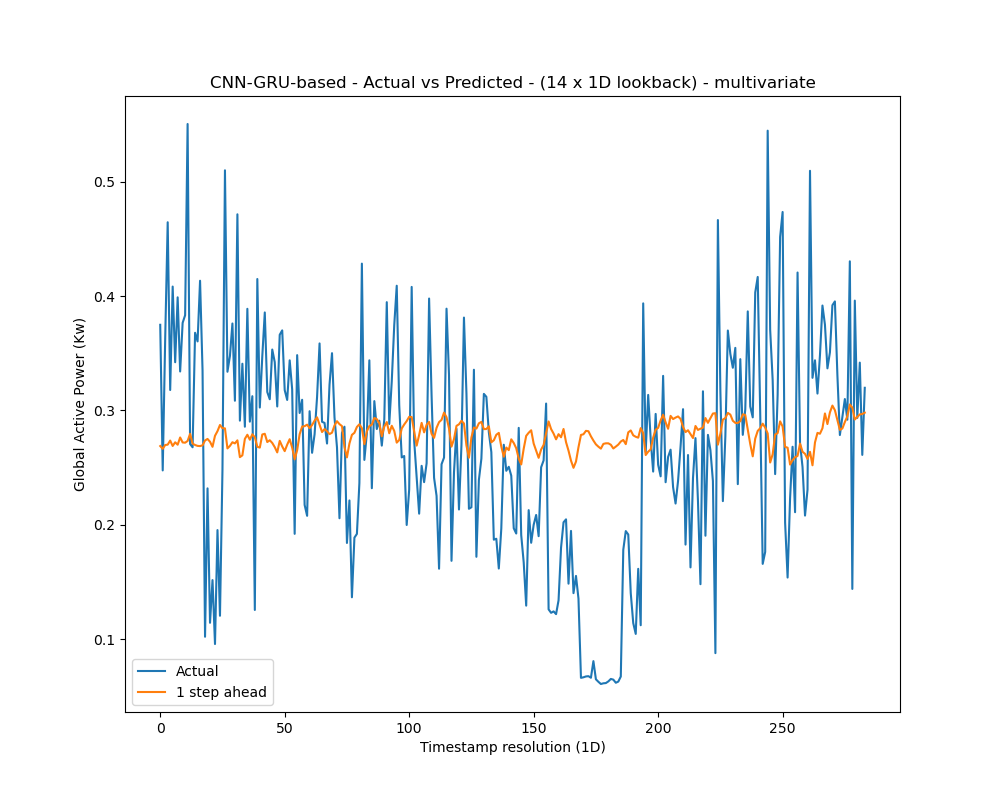 CNN-GRU-based - Actual vs Predicted - (14 x 1D lookback) - multivariate
Global Active Power (Kw)
0.5
0.4
0.3
0.2
0.1
Actual
1 step ahead
0
50
100
150
200
250
Timestamp resolution (1D)